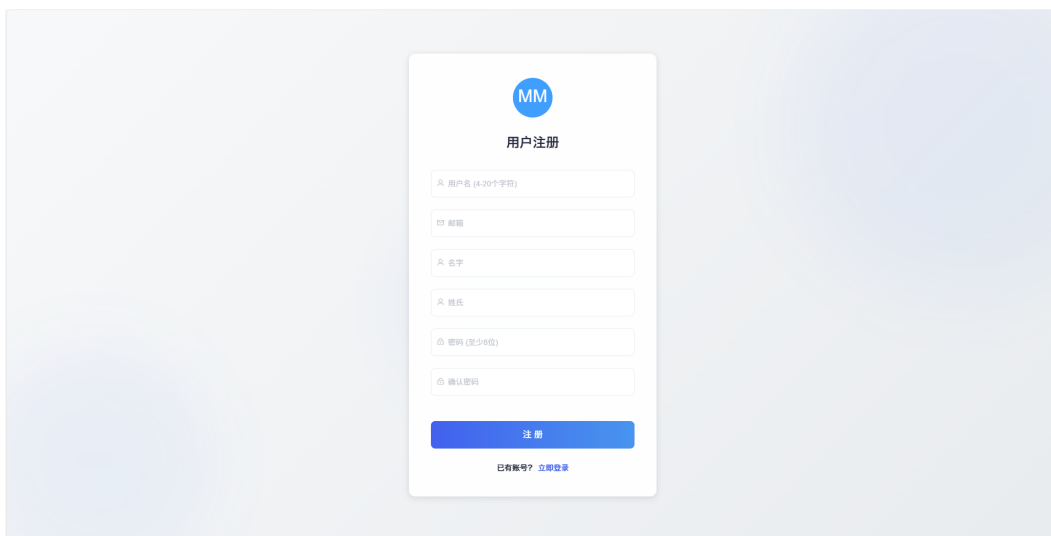 MM
用户注册
用户名 (4-20个字符)
邮箱
名字
姓氏
密码 (至少8位)
确认密码
注 册
已有账号? 立即登录